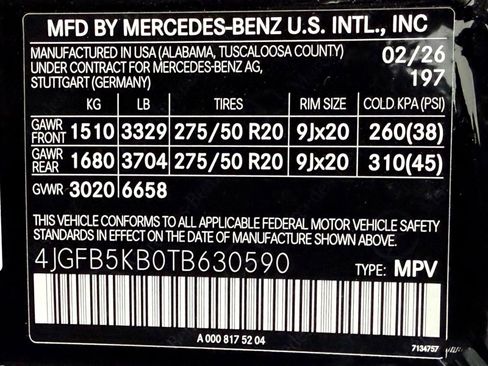 MFD BY MERCEDES-BENZ U.S. INTL., INC
MANUFACTURED IN USA (ALABAMA, TUSCALOOSA COUNTY) 02/26
UNDER CONTRACT FOR MERCEDES-BENZ AG, 197
STUTTGART (GERMANY)
KG LB TIRES RIM SIZE COLD KPA (PSI)
GAWR FRONT 1510 3329 275/50 R20 9Jx20 260(38)
GAWR REAR 1680 3704 275/50 R20 9Jx20 310(45)
GVWR 3020 6658
THIS VEHICLE CONFORMS TO ALL APPLICABLE FEDERAL MOTOR VEHICLE SAFETY
STANDARDS IN EFFECT ON THE DATE OF MANUFACTURE SHOWN ABOVE.
4JGFB5KB0TB630590 TYPE: MPV
A 000 817 52 04
7134757